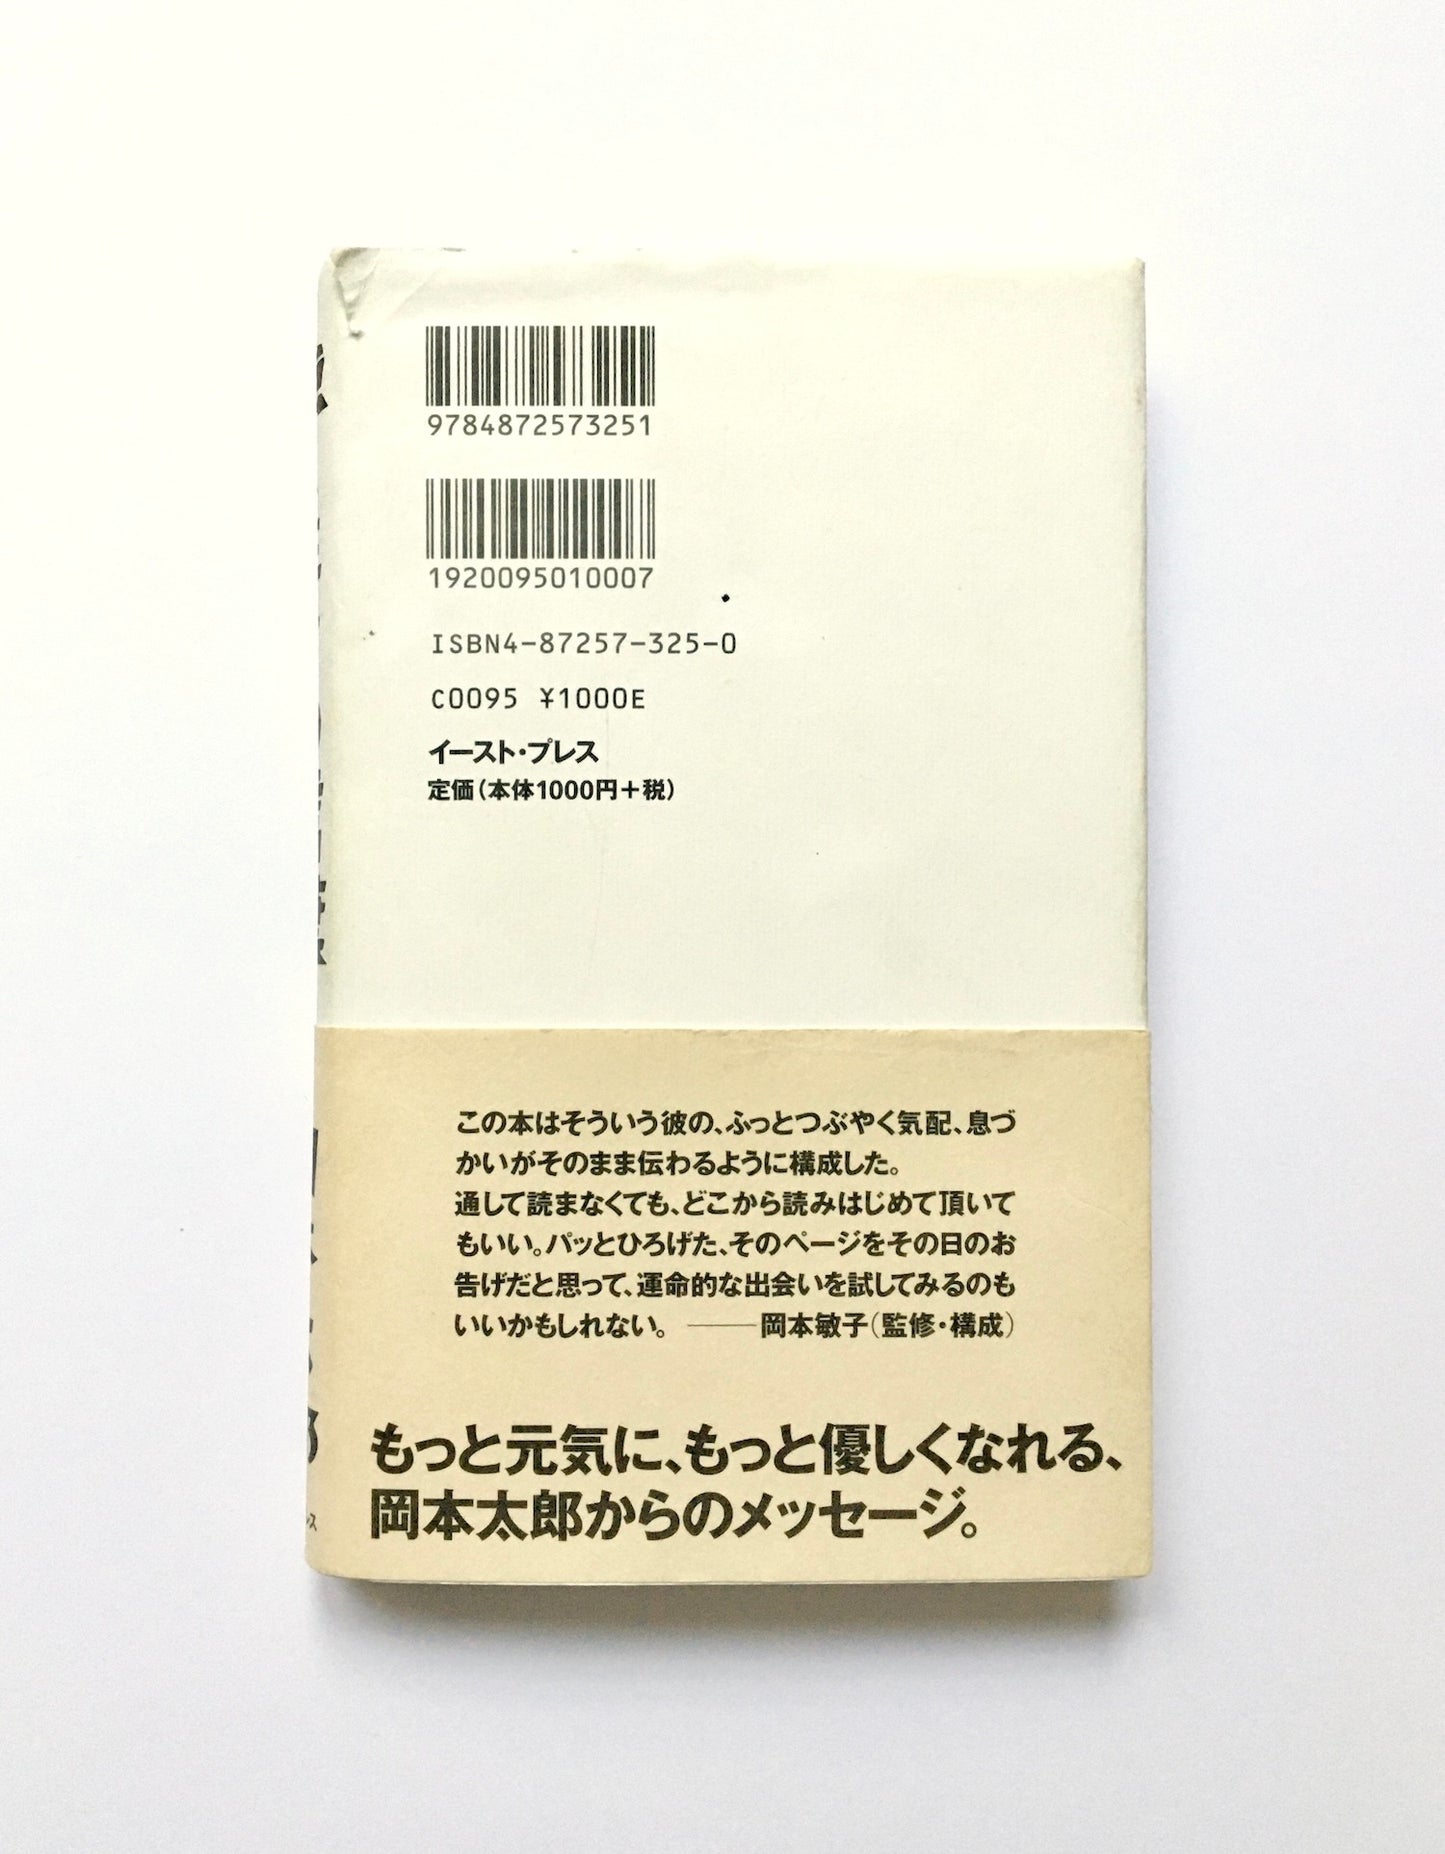 9784872573251
1920095010007
ISBN4-87257-325-0
C0095 ¥1000E
イースト・プレス
定価（本体1000円＋税）
この本はそういう彼の、ふっとつぶやく気配、息づ
かいがそのまま伝わるように構成した。
通して読まなくても、どこから読みはじめて頂いて
もいい。パッとひろげた、そのページをその日のお
告げだと思って、運命的な出会いを試してみるのも
いいかもしれない。 ――岡本敏子（監修・構成）
もっと元気に、もっと優しくなれる、
岡本太郎からのメッセージ。